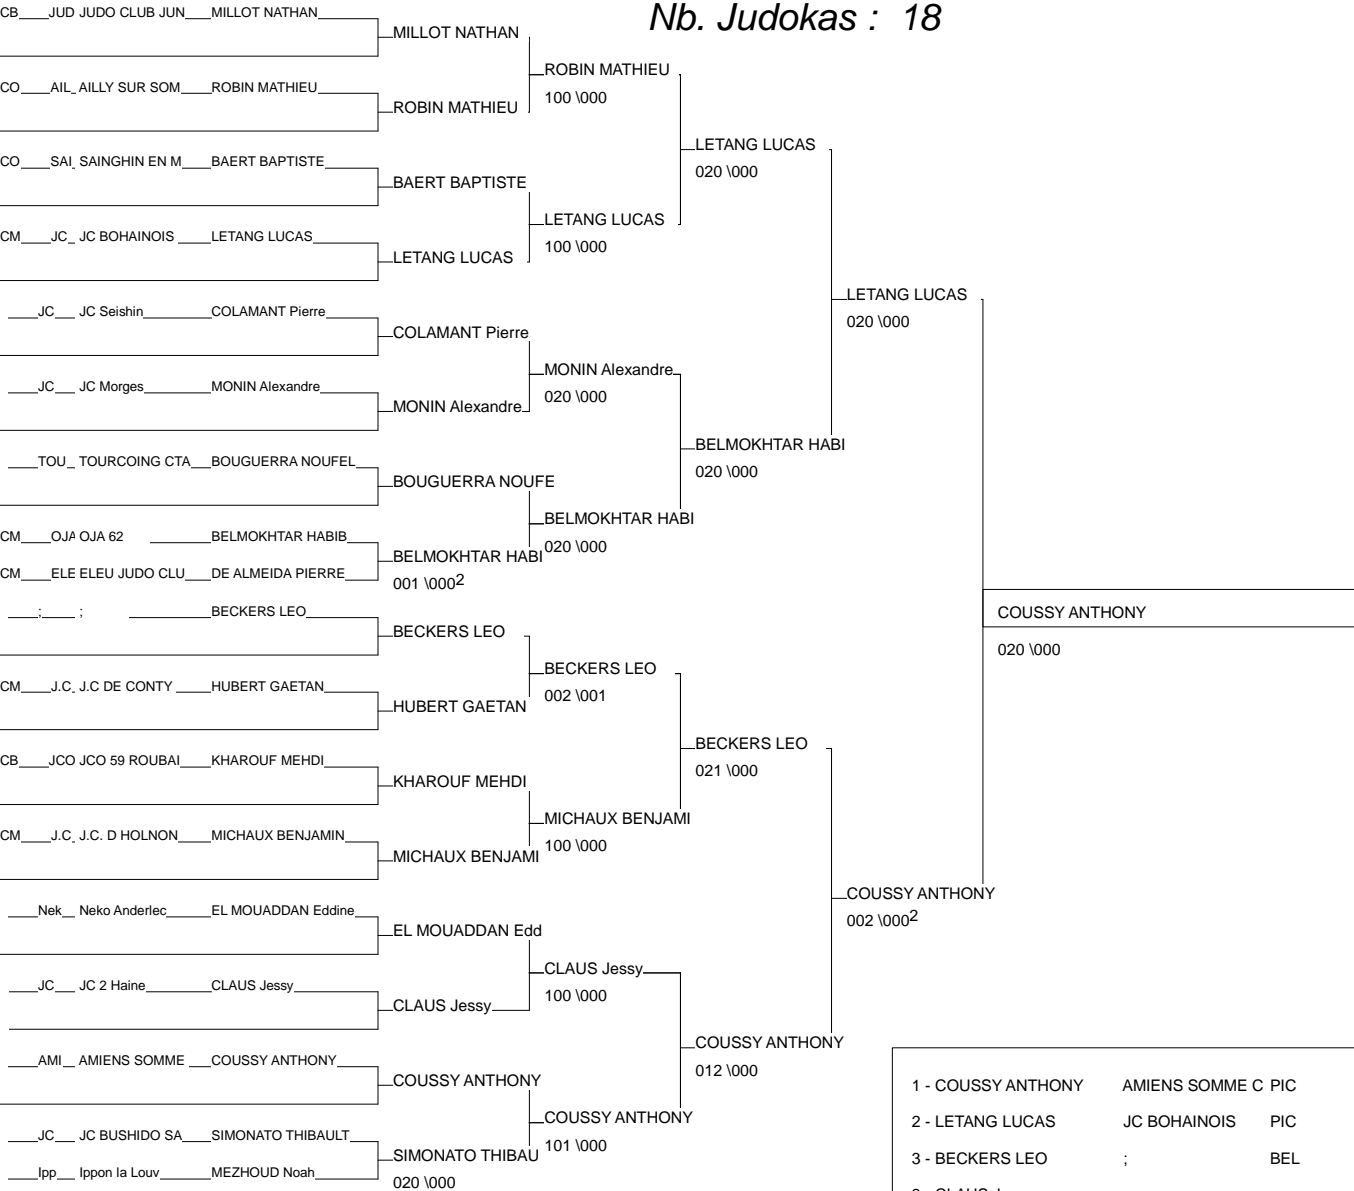 Nb. Judokas : 18
CB JUD JUDO CLUB JUN MILLOT NATHAN
CO AIL AILLY SUR SOM ROBIN MATHIEU
CO SAI SAINGHIN EN M BAERT BAPTISTE
CM JC JC BOHAINOIS LETANG LUCAS
JC JC Seishin COLAMANT Pierre
JC JC Morges MONIN Alexandre
TOU TOURCOING CTA BOUGUERRA NOUFEL
CM OJA OJA 62 BELMOKHTAR HABIB
CM ELE ELEU JUDO CLU DE ALMEIDA PIERRE
; ; BECKERS LEO
CM J.C J.C DE CONTY HUBERT GAETAN
CB JCO JCO 59 ROUBAI KHAROUF MEHDI
CM J.C. J.C. D HOLNON MICHAUX BENJAMIN
Nek Neko Anderlec EL MOUADDAN Eddine
JC JC 2 Haine CLAUS Jessy
AMI AMIENS SOMME COUSSY ANTHONY
JC JC BUSHIDO SA SIMONATO THIBAULT
Ipp Ippon la Louv MEZHOUD Noah
MILLOT NATHAN
ROBIN MATHIEU
BAERT BAPTISTE
LETANG LUCAS
COLAMANT Pierre
MONIN Alexandre
BOUGUERRA NOUFE
BELMOKHTAR HABI
001 \000 2
BECKERS LEO
HUBERT GAETAN
KHAROUF MEHDI
MICHAUX BENJAMI
EL MOUADDAN Edd
CLAUS Jessy
COUSSY ANTHONY
SIMONATO THIBAU
020 \000
ROBIN MATHIEU
100 \000
LETANG LUCAS
100 \000
MONIN Alexandre
020 \000
BELMOKHTAR HABI
020 \000
BECKERS LEO
002 \001
MICHAUX BENJAMI
100 \000
CLAUS Jessy
100 \000
COUSSY ANTHONY
101 \000
LETANG LUCAS
020 \000
BELMOKHTAR HABI
020 \000
BECKERS LEO
021 \000
COUSSY ANTHONY
012 \000
LETANG LUCAS
020 \000
COUSSY ANTHONY
002 \000 2
COUSSY ANTHONY
020 \000
1 - COUSSY ANTHONY AMIENS SOMME C PIC
2 - LETANG LUCAS JC BOHAINOIS PIC
3 - BECKERS LEO ; BEL